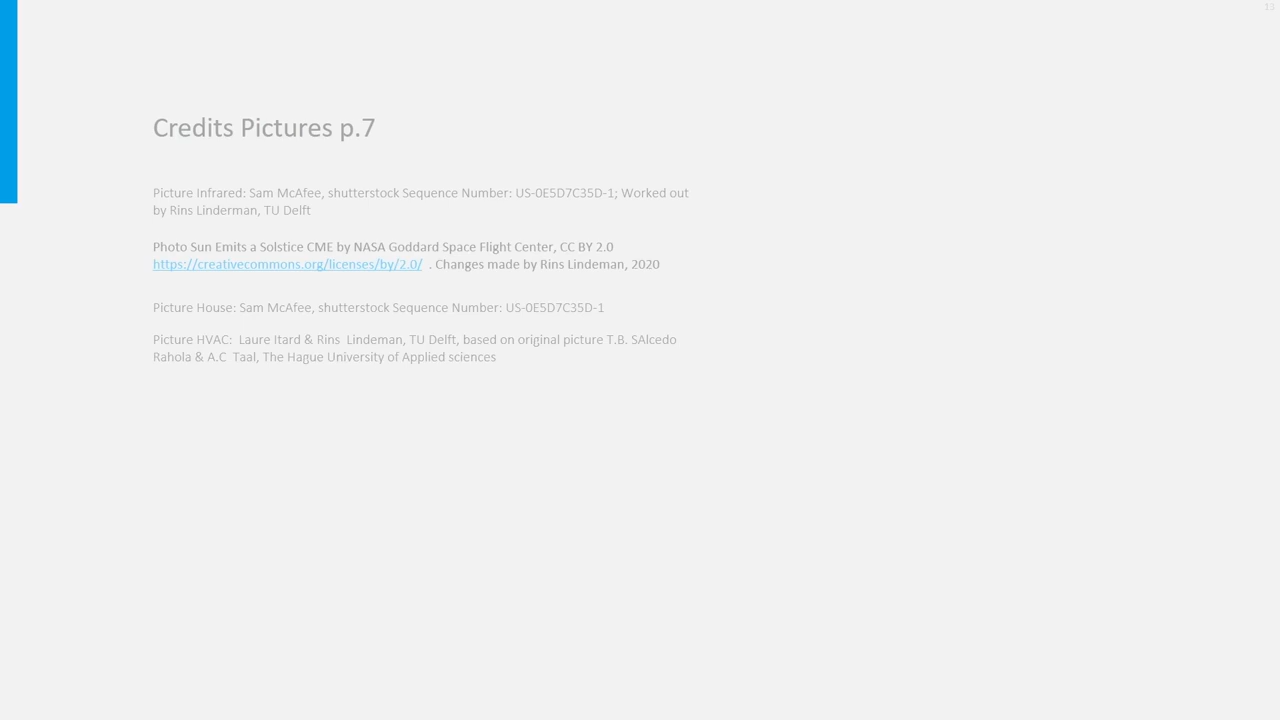 13
Credits Pictures p.7
Picture Infrared: Sam McAfee, shutterstock Sequence Number: US-0E5D7C35D-1; Worked out
by Rins Linderman, TU Delft
Photo Sun Emits a Solstice CME by NASA Goddard Space Flight Center, CC BY 2.0
https://creativecommons.org/licenses/by/2.0/ . Changes made by Rins Lindeman, 2020
Picture House: Sam McAfee, shutterstock Sequence Number: US-0E5D7C35D-1
Picture HVAC: Laure Itard & Rins Lindeman, TU Delft, based on original picture T.B. SAlcedo
Rahola & A.C Taal, The Hague University of Applied sciences